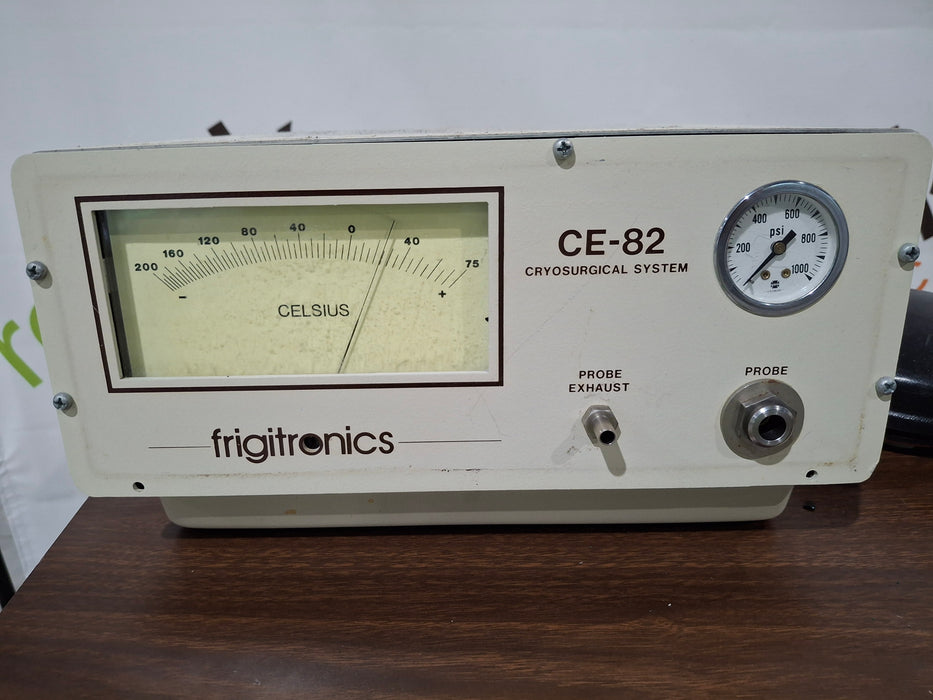 200 160 120 80 40 0 40 75
- +
CELSIUS
CE-82
CRYOSURGICAL SYSTEM
200 400 600 800 1000
psi
PROBE
EXHAUST
PROBE
frigitronics